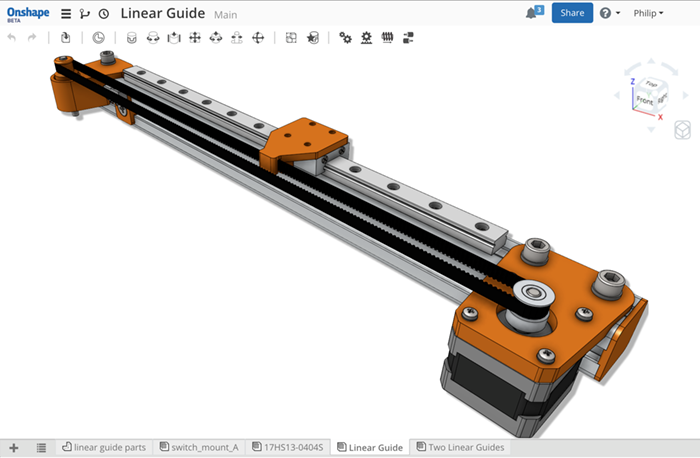 Onshape
BETA
Linear Guide Main
3
Share
?
Philip
Top
Front
Z
X
linear guide parts
switch_mount_A
17HS13-0404S
Linear Guide
Two Linear Guides